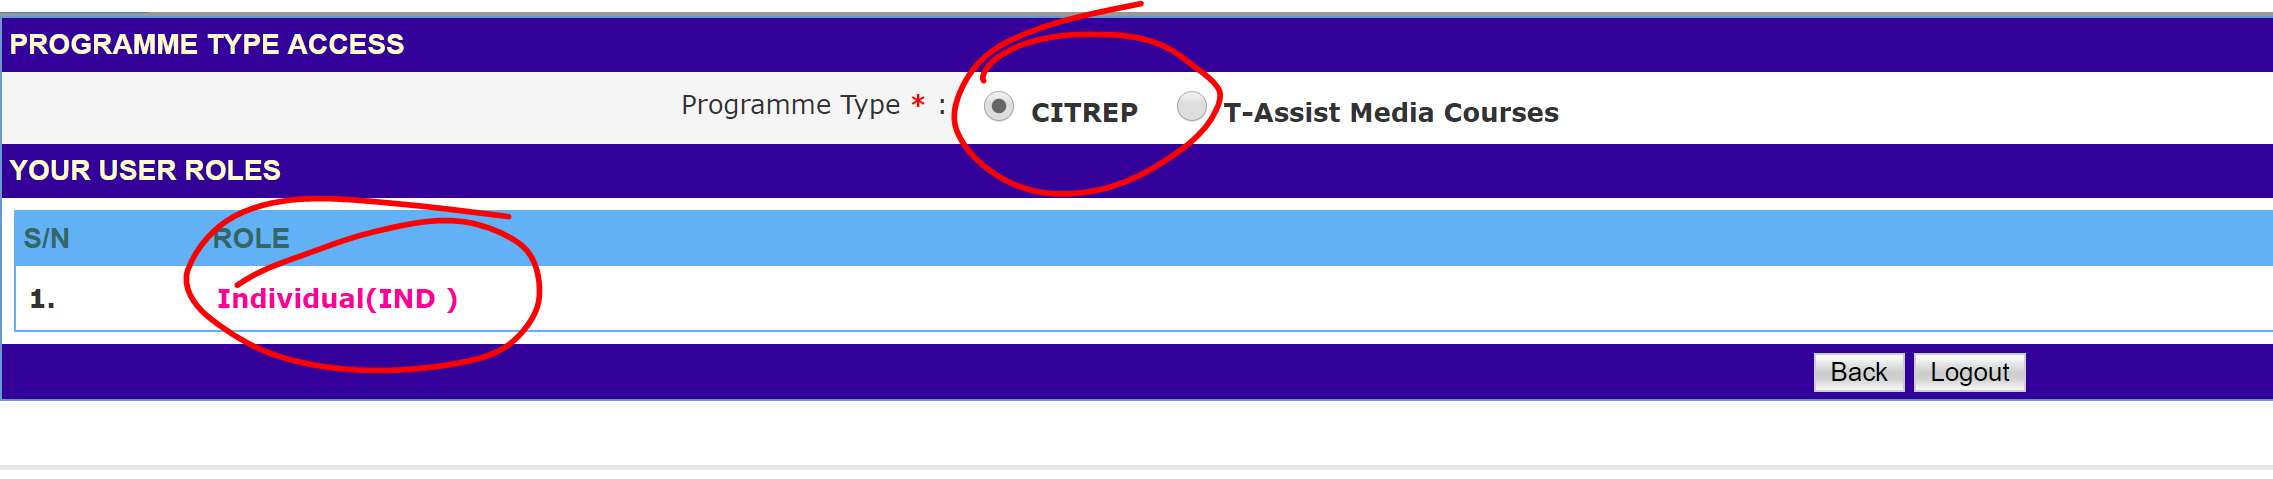 PROGRAMME TYPE ACCESS
Programme Type * : CITREP T-Assist Media Courses
YOUR USER ROLES
S/N ROLE
1. Individual(IND )
Back Logout